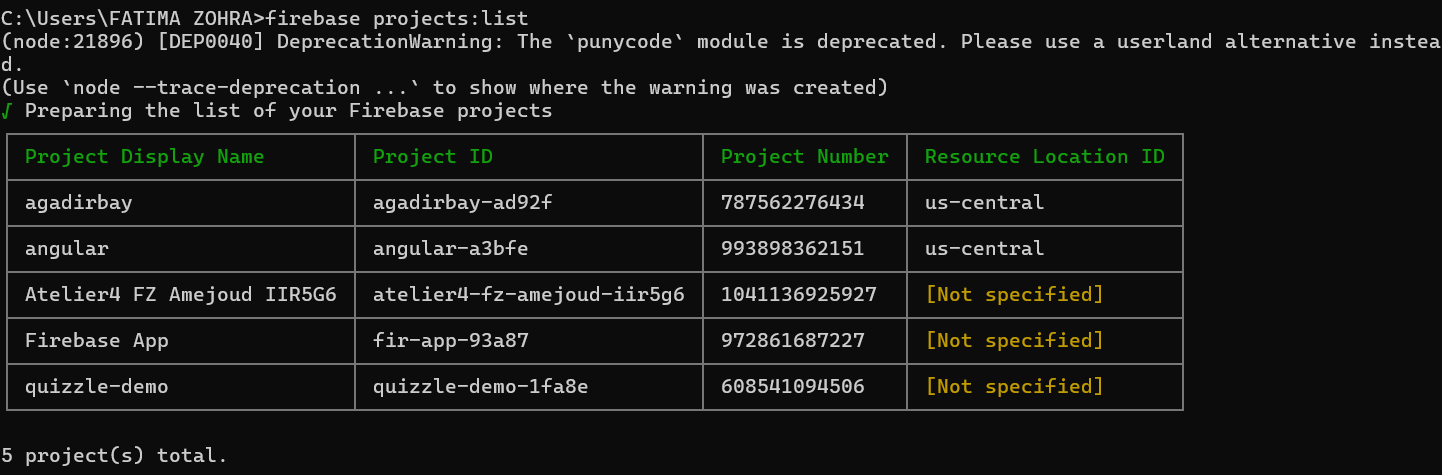 C:\Users\FATIMA ZOHRA>firebase projects:list
(node:21896) [DEP0040] DeprecationWarning: The `punycode` module is deprecated. Please use a userland alternative instea
d.
(Use `node --trace-deprecation ...` to show where the warning was created)
√ Preparing the list of your Firebase projects
Project Display Name Project ID Project Number Resource Location ID
agadirbay agadirbay-ad92f 787562276434 us-central
angular angular-a3bfe 993898362151 us-central
Atelier4 FZ Amejoud IIR5G6 atelier4-fz-amejoud-iir5g6 1041136925927 [Not specified]
Firebase App fir-app-93a87 972861687227 [Not specified]
quizzle-demo quizzle-demo-1fa8e 608541094506 [Not specified]
5 project(s) total.